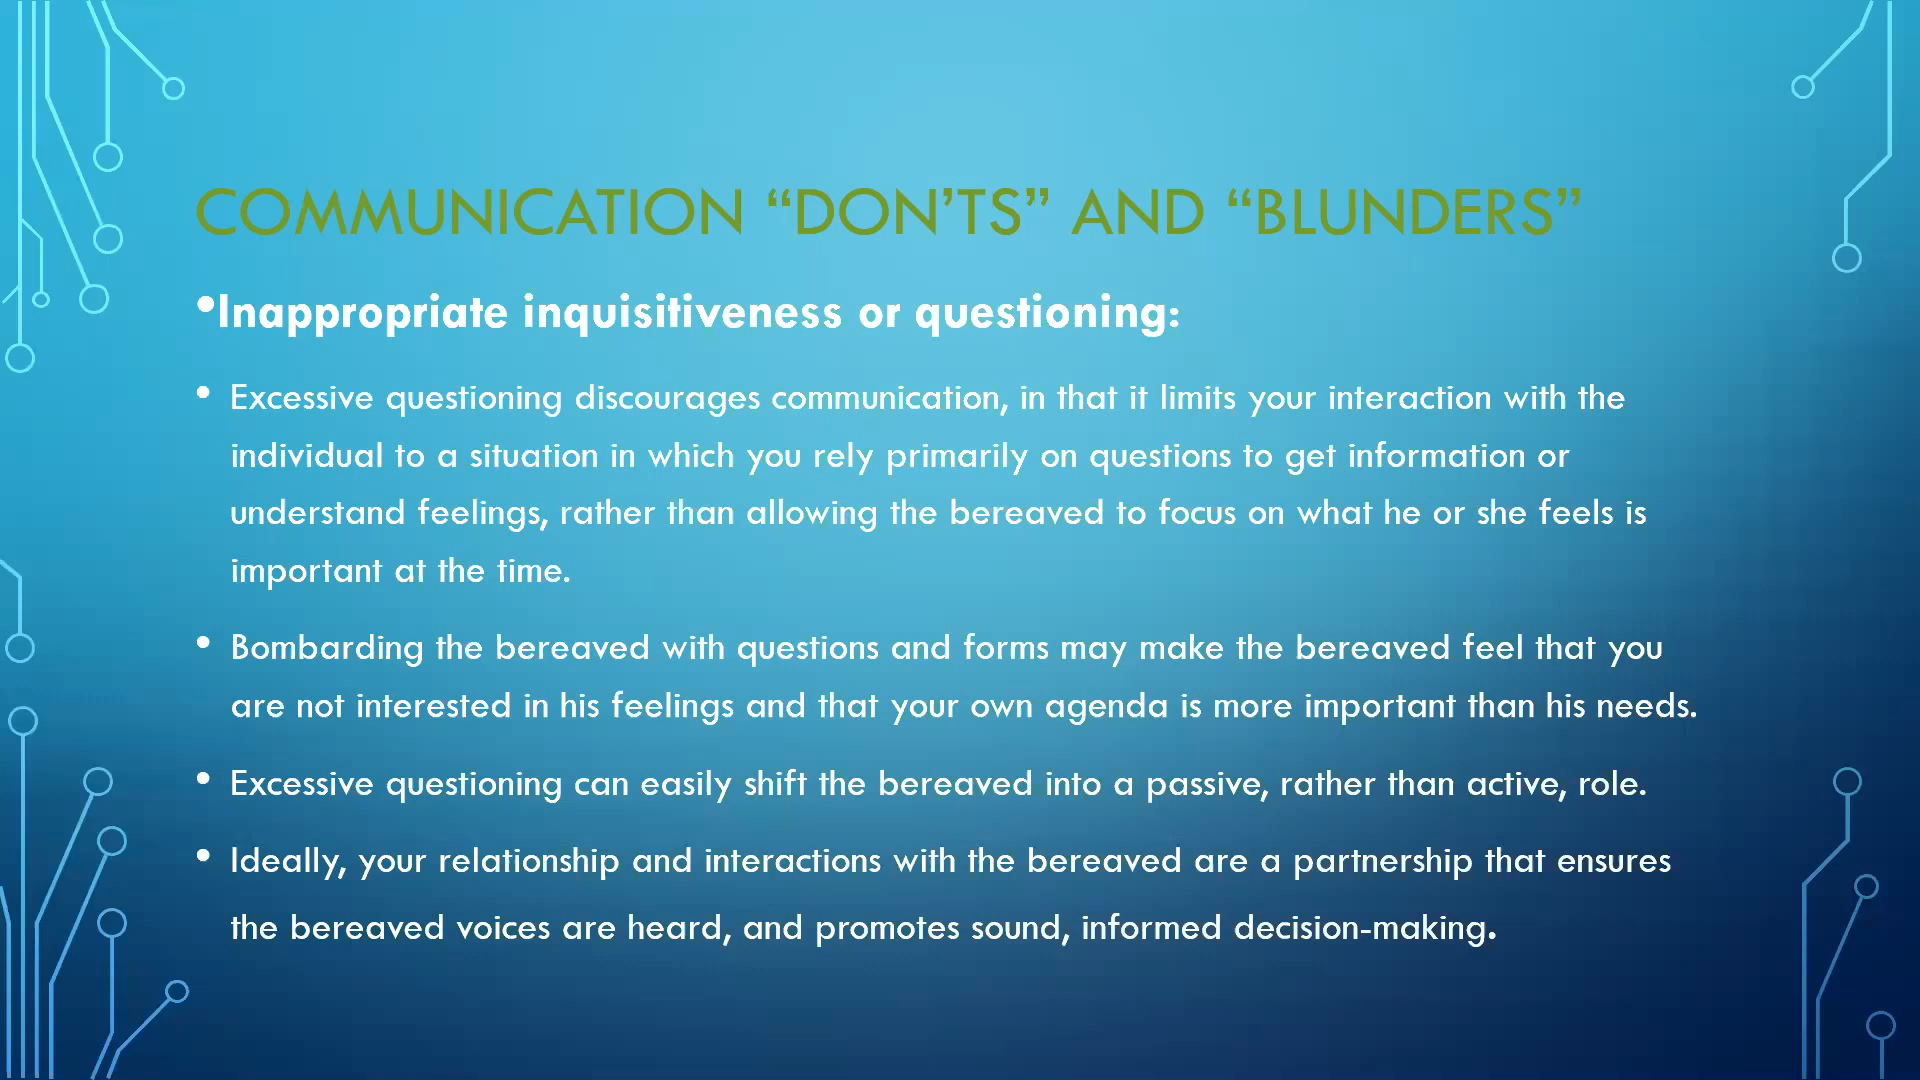 COMMUNICATION “DON’TS” AND “BLUNDERS”
•Inappropriate inquisitiveness or questioning:
• Excessive questioning discourages communication, in that it limits your interaction with the
individual to a situation in which you rely primarily on questions to get information or
understand feelings, rather than allowing the bereaved to focus on what he or she feels is
important at the time.
• Bombarding the bereaved with questions and forms may make the bereaved feel that you
are not interested in his feelings and that your own agenda is more important than his needs.
• Excessive questioning can easily shift the bereaved into a passive, rather than active, role.
• Ideally, your relationship and interactions with the bereaved are a partnership that ensures
the bereaved voices are heard, and promotes sound, informed decision-making.